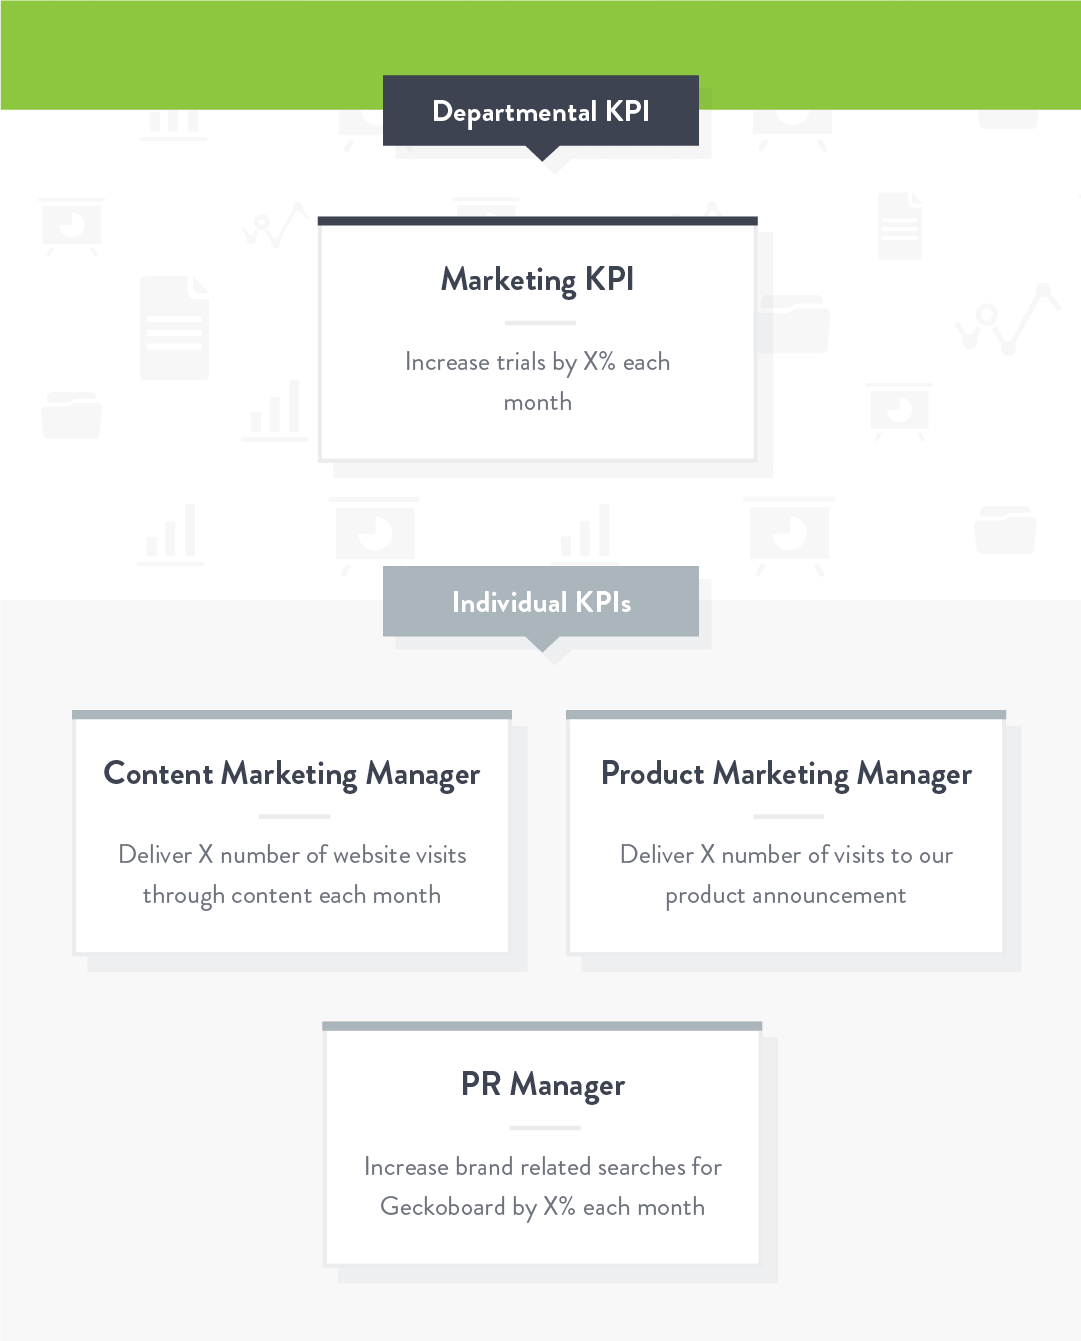 Departmental KPI
Marketing KPI
Increase trials by X% each
month
Individual KPIs
Content Marketing Manager
Deliver X number of website visits
through content each month
Product Marketing Manager
Deliver X number of visits to our
product announcement
PR Manager
Increase brand related searches for
Geckoboard by X% each month